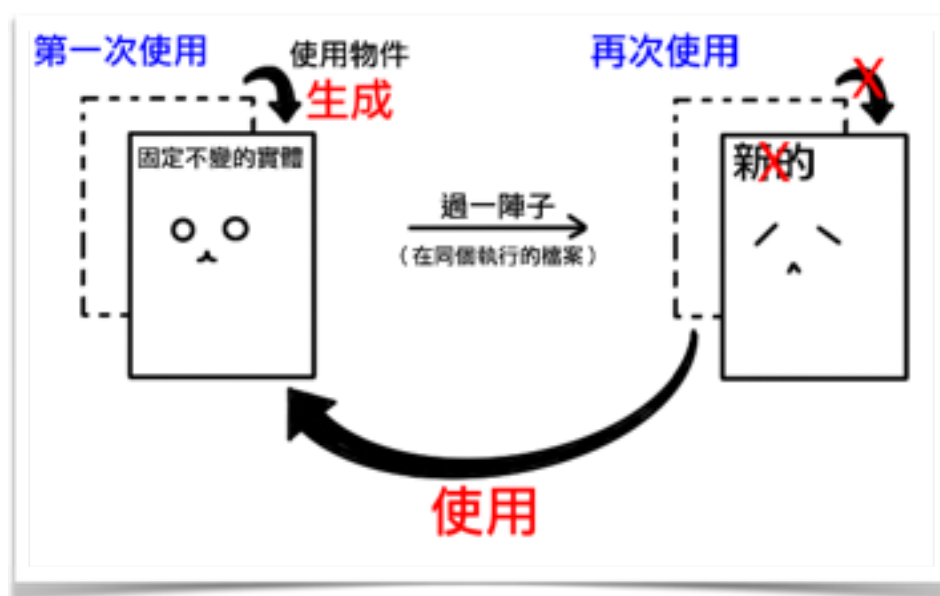 第一次使用
使用物件
生成
固定不變的實體
過一陣子
(在同個執行的檔案)
再次使用
X
新的
X
使用